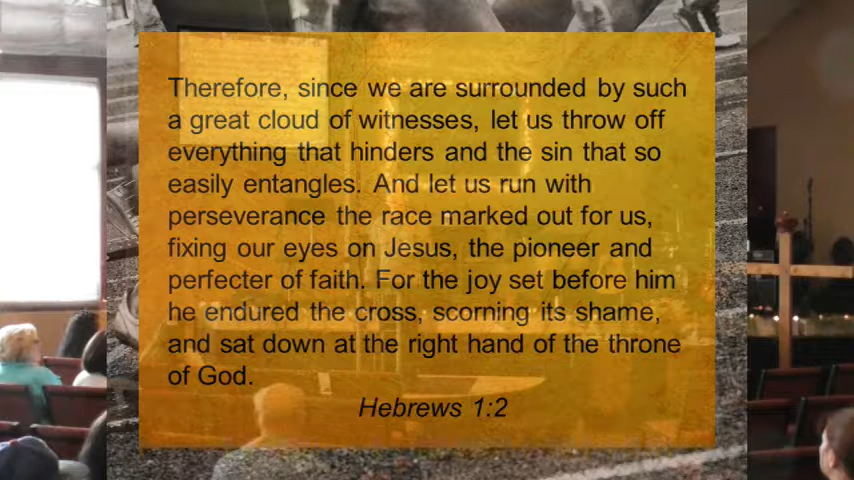 Therefore, since we are surrounded by such
a great cloud of witnesses, let us throw off
everything that hinders and the sin that so
easily entangles. And let us run with
perseverance the race marked out for us,
fixing our eyes on Jesus, the pioneer and
perfecter of faith. For the joy set before him
he endured the cross, scorning its shame,
and sat down at the right hand of the throne
of God.
Hebrews 1:2